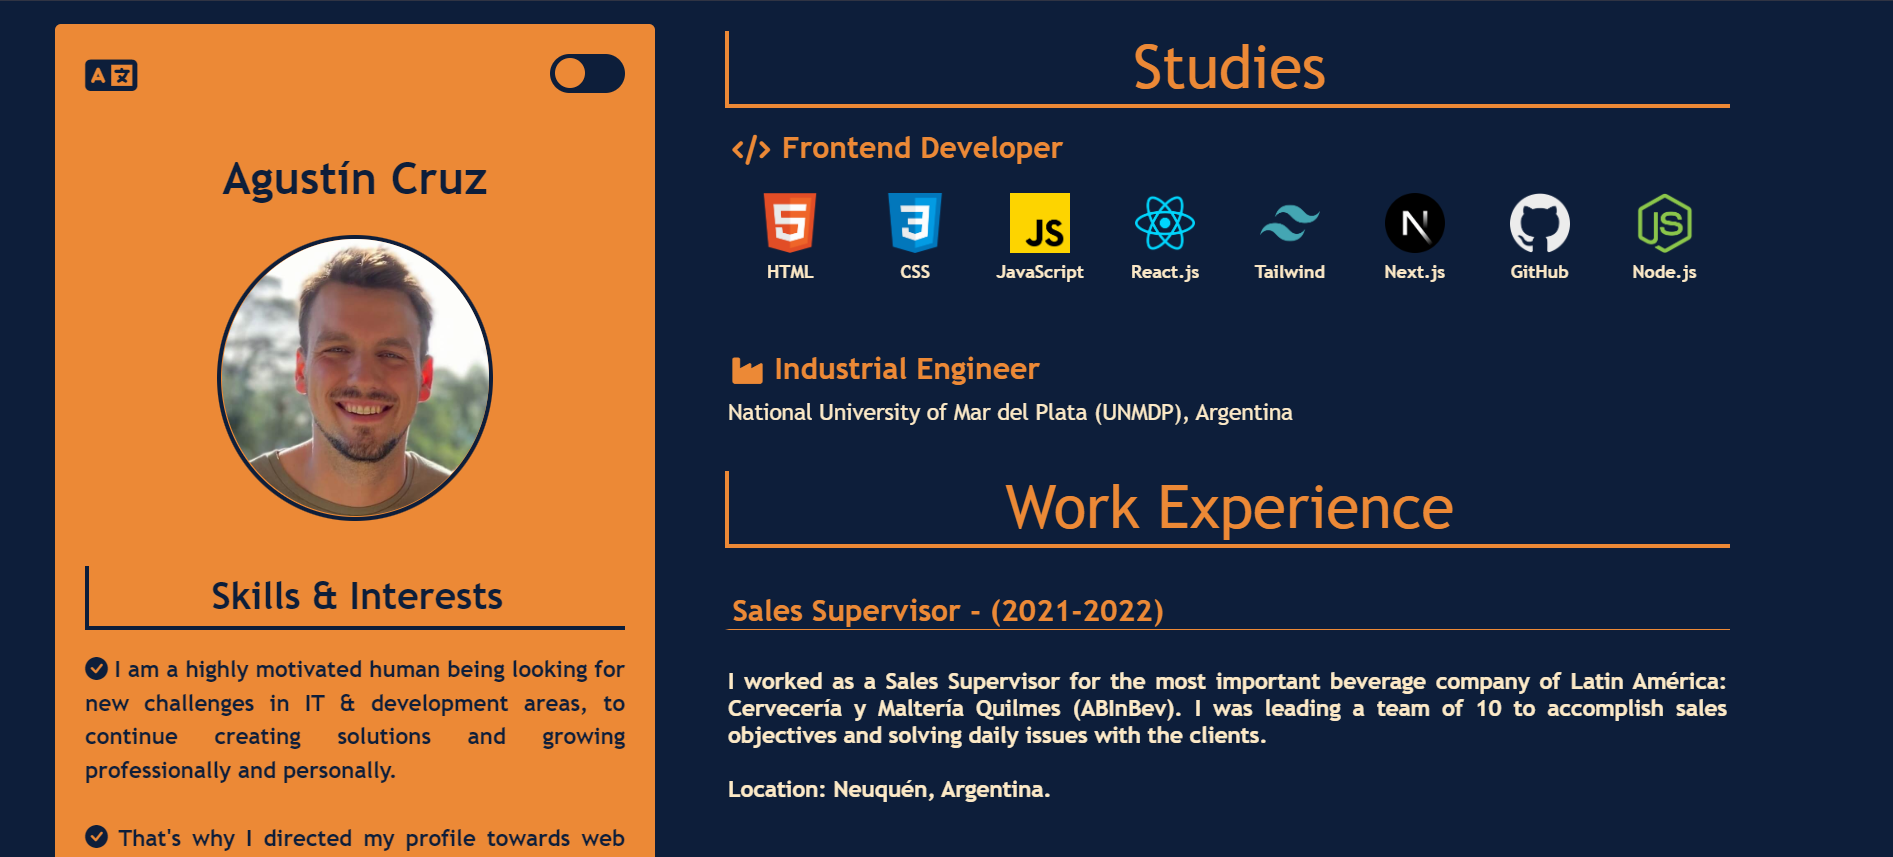 Agustín Cruz
Skills & Interests
I am a highly motivated human being looking for
new challenges in IT & development areas, to
continue creating solutions and growing
professionally and personally.
That's why I directed my profile towards web
Studies
</> Frontend Developer
5 3 JS N JS
HTML CSS JavaScript React.js Tailwind Next.js GitHub Node.js
Industrial Engineer
National University of Mar del Plata (UNMDP), Argentina
Work Experience
Sales Supervisor - (2021-2022)
I worked as a Sales Supervisor for the most important beverage company of Latin América:
Cervecería y Maltería Quilmes (ABInBev). I was leading a team of 10 to accomplish sales
objectives and solving daily issues with the clients.
Location: Neuquén, Argentina.